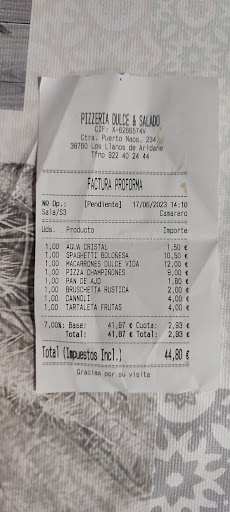 PIZZERIA DULCE & SALADO
CIF: X-6266574V
Ctra. Puerto Naos, 234
38760 Los Llanos de Aridane
Tfno 922 40 24 44
FACTURA PROFORMA
NO Op.: [Pendiente] 17/06/2023 14:10
Sala/53 Camarero
Uds. Producto Importe
1,00 AGUA CRISTAL 1,50 €
1,00 SPAGHETTI BOLOÑESA 10,50 €
1,00 MACARRONES DULCE VIDA 12,00 €
1,00 PIZZA CHAMPIÑONES 9,00 €
1,00 PAN DE AJO 1,80 €
1,00 BRUSCHETTA RUSTICA 2,00 €
1,00 CANNOLI 4,00 €
1,00 TARTALETA FRUTAS 4,00 €
7,00%: Base: 41,87 € Cuota: 2,93 €
Total: 41,87 € Total: 2,93 €
Total (Impuestos Incl.) 44,80 €
Gracias por su visita